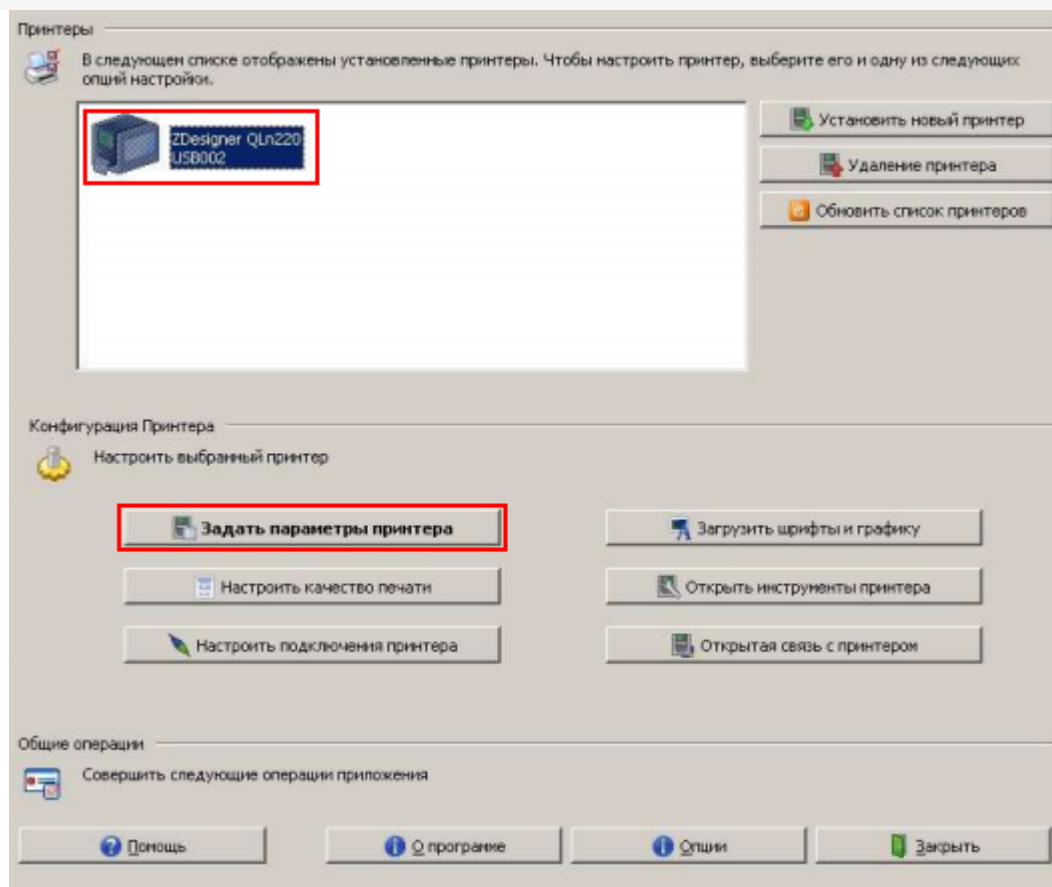 Принтеры
В следующен списке отображены установленные принтеры. Чтобы настроить принтер, выберите его и одну из следующих
опций настройки.
ZDesigner QLn220
USB002
Установить новый принтер
Удаление принтера
Обновить список принтеров
Конфигурация Принтера
Настроить выбранный принтер
Задать параметры принтера
Загрузить шрифты и графику
Настроить качество печати
Открыть инструменты принтера
Настроить подключения принтера
Открытая связь с принтером
Общие операции
Совершить следующие операции приложения
Помощь
О программе
Опции
Закрыть